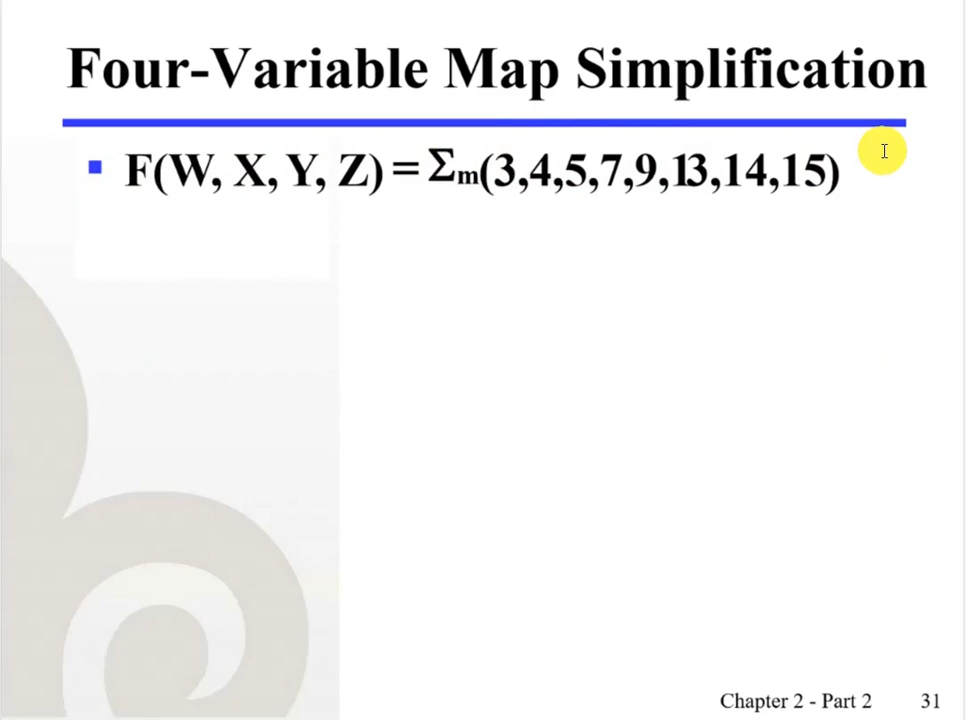 Four-Variable Map Simplification
▪ F(W, X, Y, Z) = Σm(3,4,5,7,9,13,14,15)
Chapter 2 - Part 2 31